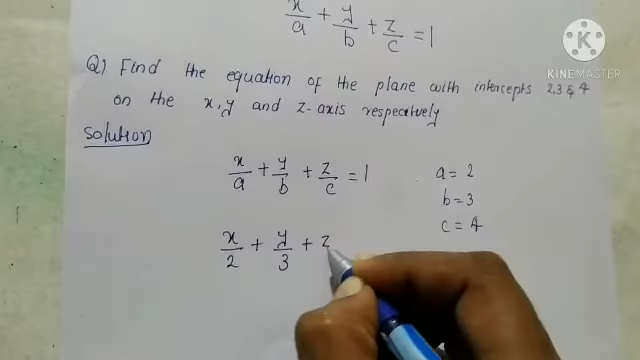 x/a + y/b + z/c = 1
KINEMASTER
Q) Find the equation of the plane with intercepts 2,3 & 4
on the x, y and z-axis respectively
Solution
x/a + y/b + z/c = 1
a = 2
b = 3
c = 4
x/2 + y/3 + z